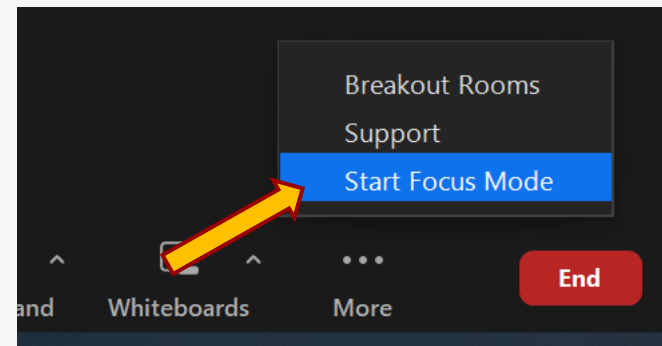 Breakout Rooms
Support
Start Focus Mode
End
and Whiteboards More